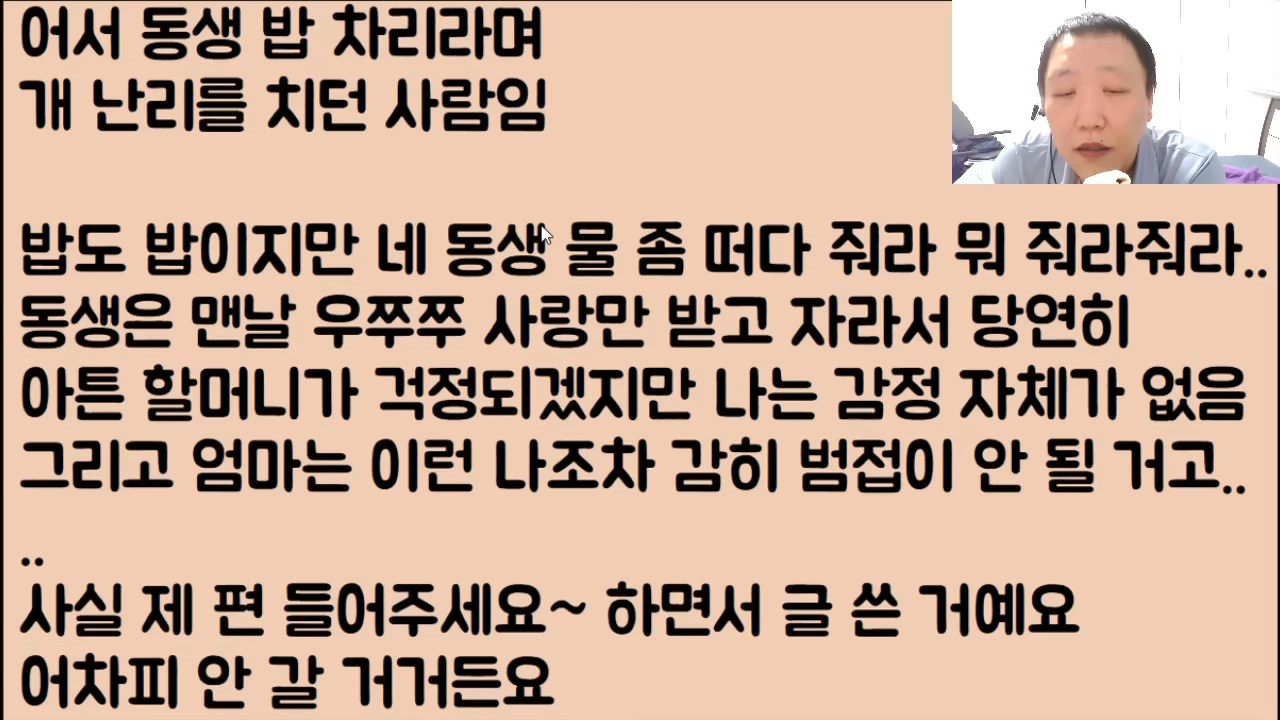 어서 동생 밥 차리라며
개 난리를 치던 사람임
밥도 밥이지만 네 동생 물 좀 떠다 줘라 뭐 줘라줘라..
동생은 맨날 우쭈쭈 사랑만 받고 자라서 당연히
아튼 할머니가 걱정되겠지만 나는 감정 자체가 없음
그리고 엄마는 이런 나조차 감히 범접이 안 될 거고..
..
사실 제 편 들어주세요~ 하면서 글 쓴 거예요
어차피 안 갈 거거든요